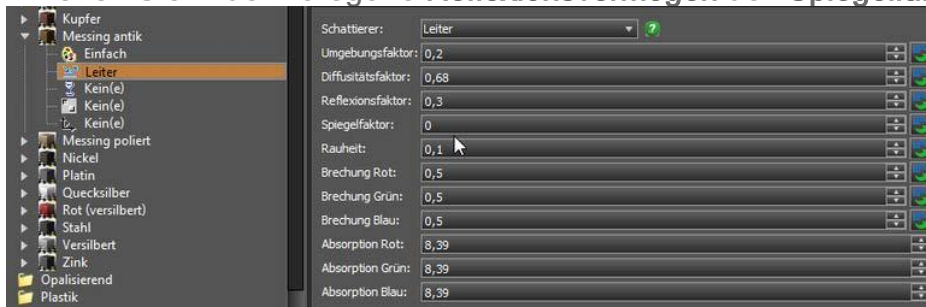 Reflexionsvermögen
Kupfer
Messing antik
Einfach
Leiter
Kein(e)
Kein(e)
Kein(e)
Messing poliert
Nickel
Platin
Quecksilber
Rot (versilbert)
Stahl
Versilbert
Zink
Opalisierend
Plastik
Schattierer: Leiter ?
Umgebungsfaktor: 0,2
Diffusitätsfaktor: 0,68
Reflexionsfaktor: 0,3
Spiegelfaktor: 0
Rauheit: 0,1
Brechung Rot: 0,5
Brechung Grün: 0,5
Brechung Blau: 0,5
Absorption Rot: 8,39
Absorption Grün: 8,39
Absorption Blau: 8,39